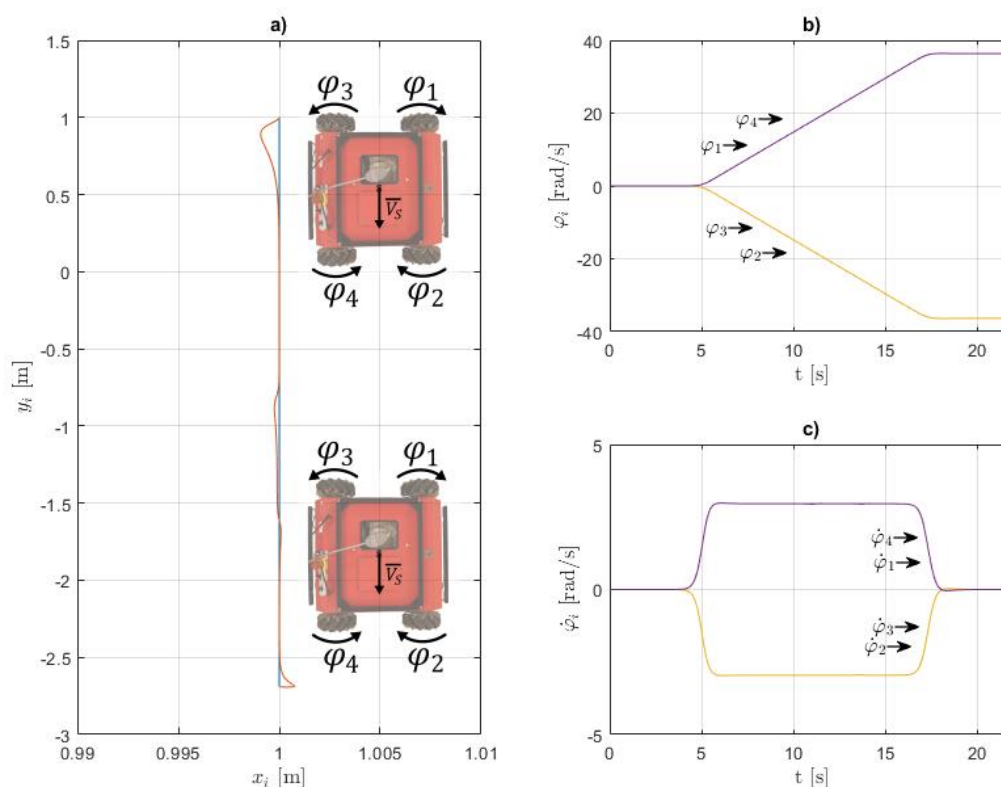 a)
1.5
1
0.5
0
-0.5
-1
-1.5
-2
-2.5
-3
0.99
0.995
1
1.005
1.01
y_i [m]
x_i [m]
φ3 φ1
V_S
φ4 φ2
φ3 φ1
V_S
φ4 φ2
b)
40
20
0
-20
-40
0 5 10 15 20
φ_i [rad/s]
t [s]
φ4
φ1
φ3
φ2
c)
5
0
-5
0 5 10 15 20
φ̇_i [rad/s]
t [s]
φ̇4
φ̇1
φ̇3
φ̇2